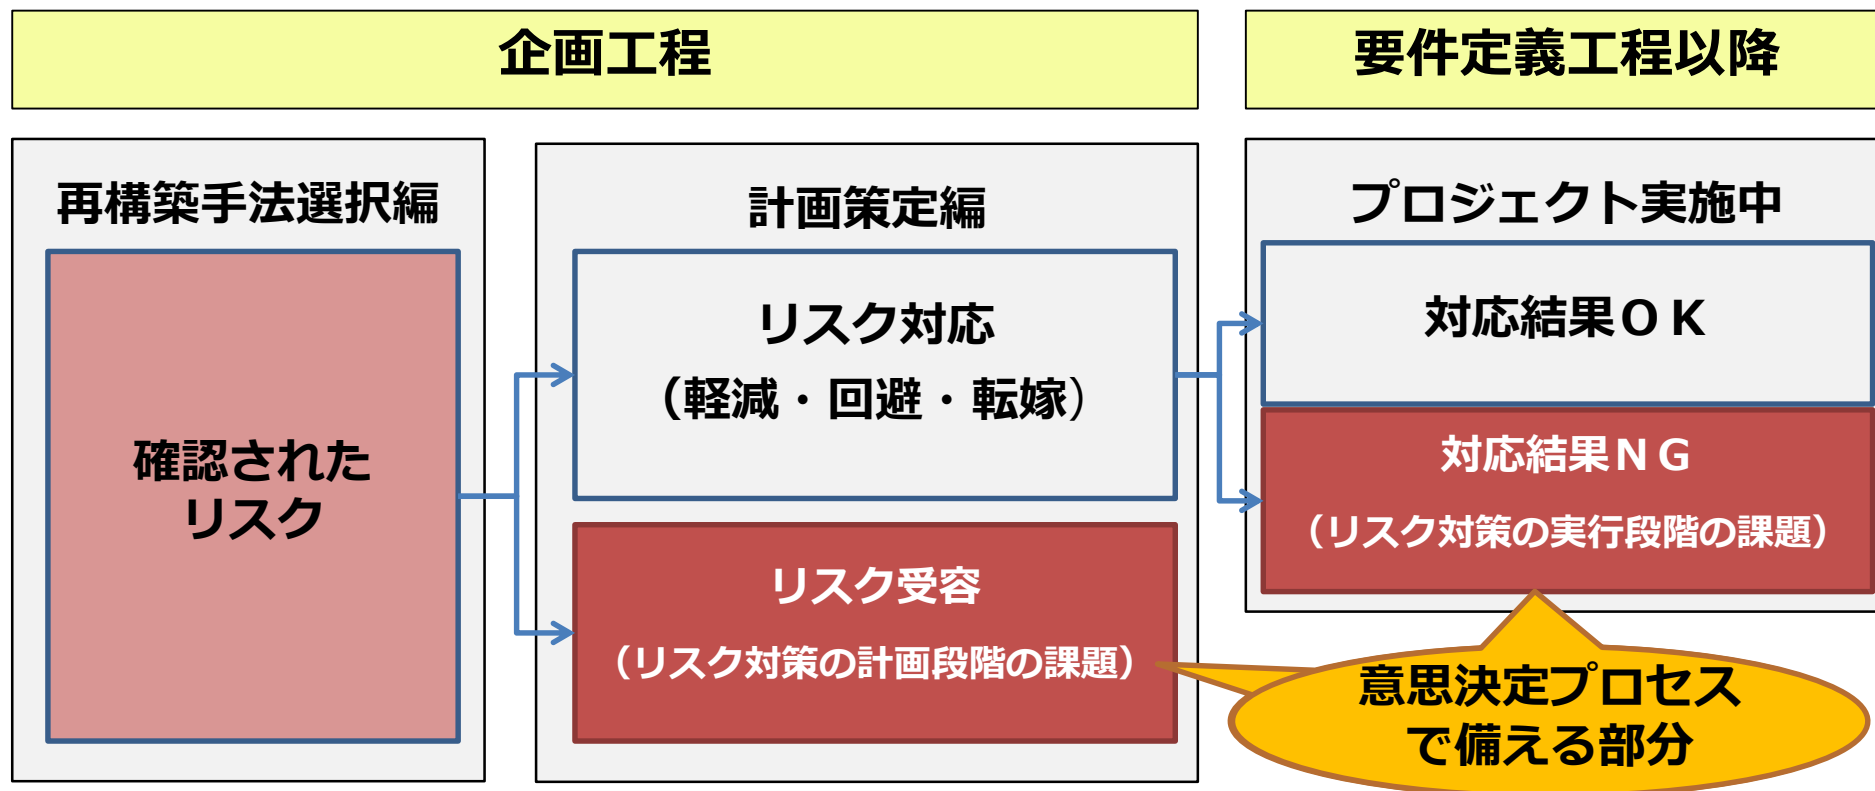 企画工程
要件定義工程以降
再構築手法選択編
確認された
リスク
計画策定編
リスク対応
（軽減・回避・転嫁）
リスク受容
（リスク対策の計画段階の課題）
プロジェクト実施中
対応結果ＯＫ
対応結果ＮＧ
（リスク対策の実行段階の課題）
意思決定プロセス
で備える部分